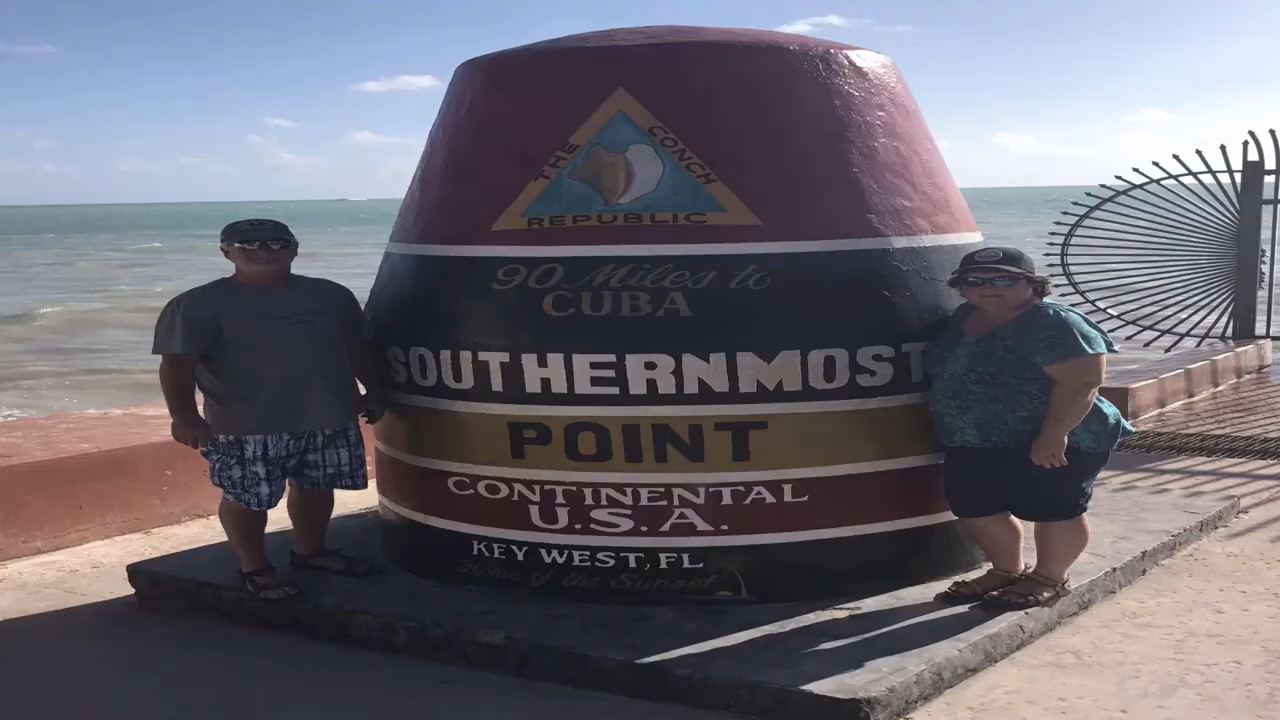 THE CONCH
REPUBLIC
90 Miles to
CUBA
SOUTHERNMOST
POINT
CONTINENTAL
U.S.A.
KEY WEST, FL
Home of the Sunset